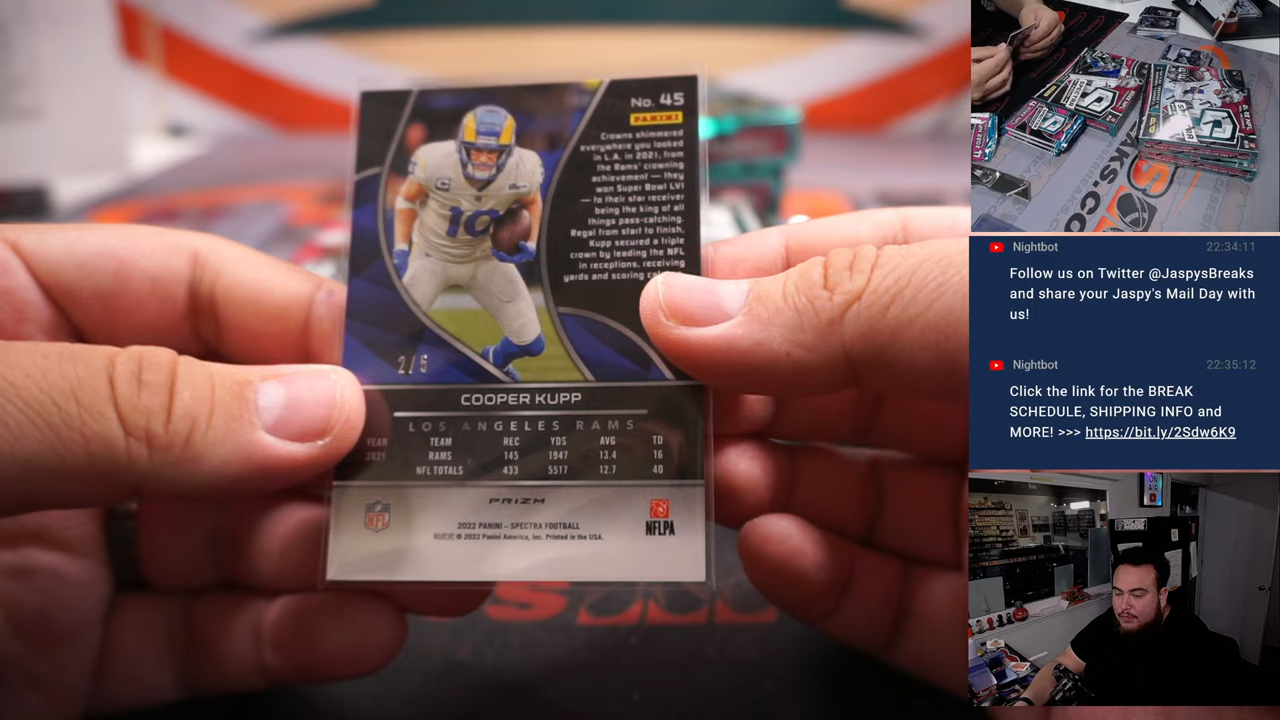 No. 45
PANINI
Crowns shimmered
everywhere you looked
in L.A. in 2021, from
the Rams' crowning
achievement — they
won Super Bowl LVI
— to their star receiver
being the king of all
things pass-catching.
Regal from start to finish,
Kupp secured a triple
crown by leading the NFL
in receptions, receiving
yards and scoring
10
2/5
COOPER KUPP
LOS ANGELES RAMS
YEAR TEAM REC YDS AVG TD
2021 RAMS 145 1947 13.4 16
NFL TOTALS 433 5517 12.7 40
PRIZM
NFL
NFLPA
2022 PANINI – SPECTRA FOOTBALL
© 2022 Panini America, Inc. Printed in the USA.
Nightbot 22:34:11
Follow us on Twitter @JaspysBreaks
and share your Jaspy's Mail Day with
us!
Nightbot 22:35:12
Click the link for the BREAK
SCHEDULE, SHIPPING INFO and
MORE! >>> https://bit.ly/2Sdw6K9
ON
AIR